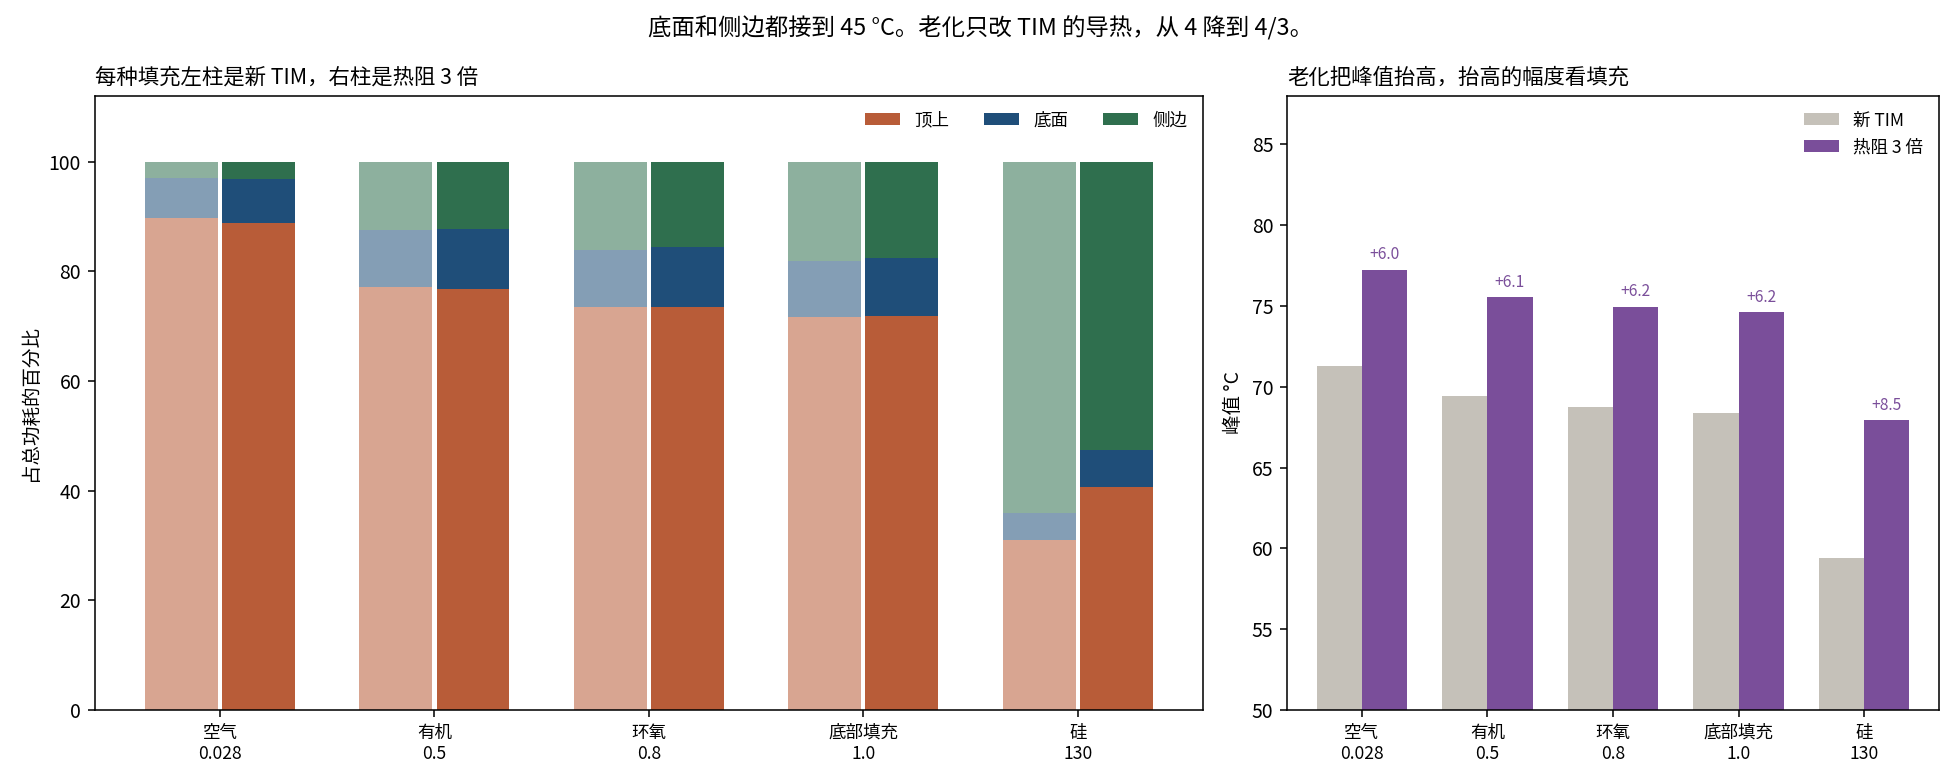 底面和侧边都接到 45 °C。老化只改 TIM 的导热，从 4 降到 4/3。
每种填充左柱是新 TIM，右柱是热阻 3 倍
顶上
底面
侧边
占总功耗的百分比
100
80
60
40
20
0
空气
0.028
有机
0.5
环氧
0.8
底部填充
1.0
硅
130
老化把峰值抬高，抬高的幅度看填充
新 TIM
热阻 3 倍
峰值 °C
85
80
75
70
65
60
55
50
+6.0
+6.1
+6.2
+6.2
+8.5
空气
0.028
有机
0.5
环氧
0.8
底部填充
1.0
硅
130